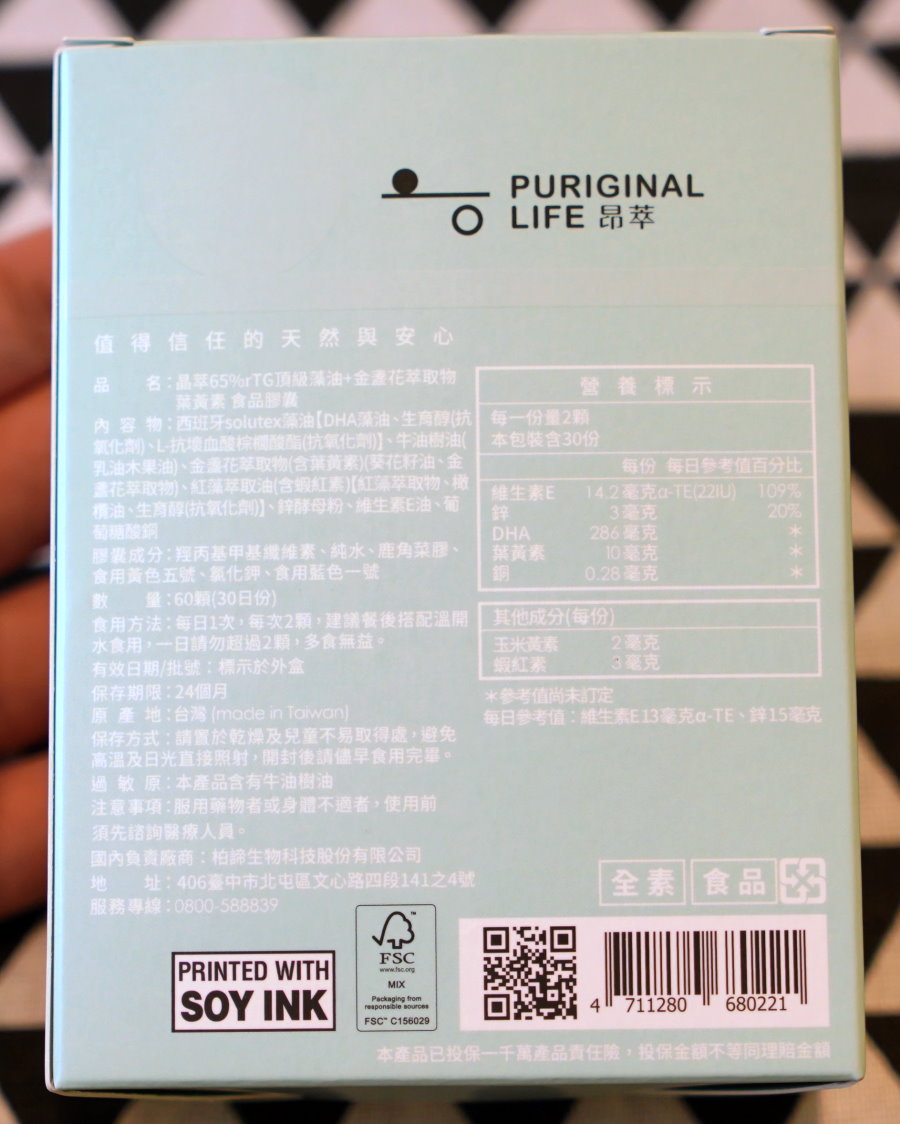 PURIGINAL
LIFE 昂萃
值得信任的天然與安心
品　　名：晶萃65%rTG頂級藻油+金盞花萃取物
葉黃素 食品膠囊
內 容 物：西班牙solutex藻油【DHA藻油、生育醇(抗
氧化劑)、L-抗壞血酸棕櫚酸酯(抗氧化劑)】、牛油樹油(
乳油木果油)、金盞花萃取物(含葉黃素)(葵花籽油、金
盞花萃取物)、紅藻萃取油(含蝦紅素)【紅藻萃取物、橄
欖油、生育醇(抗氧化劑)】、鋅酵母粉、維生素E油、葡
萄糖酸銅
膠囊成分：羥丙基甲基纖維素、純水、鹿角菜膠、
食用黃色五號、氯化鉀、食用藍色一號
數　　量：60顆(30日份)
食用方法：每日1次，每次2顆，建議餐後搭配溫開
水食用，一日請勿超過2顆，多食無益。
有效日期/批號：標示於外盒
保存期限：24個月
原 產 地：台灣 (made in Taiwan)
保存方式：請置於乾燥及兒童不易取得處，避免
高溫及日光直接照射，開封後請儘早食用完畢。
過 敏 原：本產品含有牛油樹油
注意事項：服用藥物者或身體不適者，使用前
須先諮詢醫療人員。
國內負責廠商：柏諦生物科技股份有限公司
地　　址：406臺中市北屯區文心路四段141之4號
服務專線：0800-588839
營養標示
每一份量2顆
本包裝含30份
每份 每日參考值百分比
維生素E 14.2毫克α-TE(22IU) 109%
鋅 3毫克 20%
DHA 286毫克 *
葉黃素 10毫克 *
銅 0.28毫克 *
其他成分(每份)
玉米黃素 2毫克
蝦紅素 3毫克
*參考值尚未訂定
每日參考值：維生素E13毫克α-TE、鋅15毫克
全素 食品
PRINTED WITH
SOY INK
FSC
www.fsc.org
MIX
Packaging from
responsible sources
FSC™ C156029
4 711280 680221
本產品已投保一千萬產品責任險，投保金額不等同理賠金額